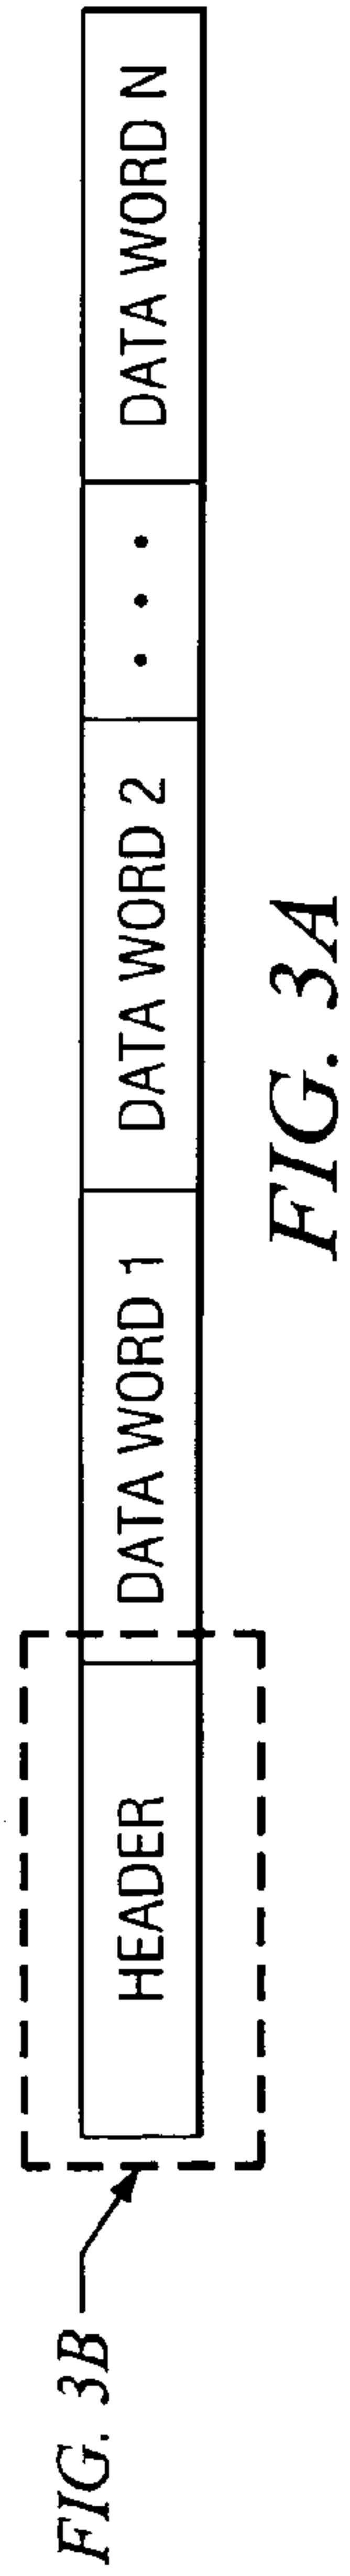 FIG. 3B
HEADER
DATA WORD 1
DATA WORD 2
• • •
DATA WORD N
FIG. 3A